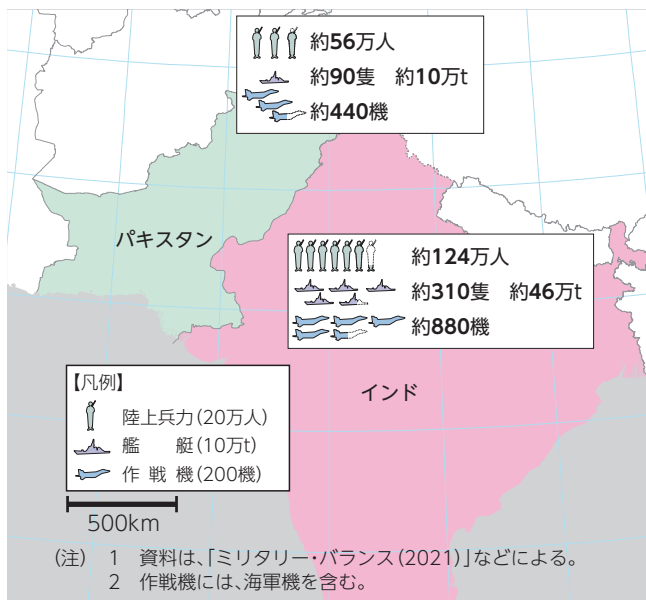 約56万人
約90隻 約10万t
約440機
パキスタン
約124万人
約310隻 約46万t
約880機
インド
【凡例】
陸上兵力(20万人)
艦 艇(10万t)
作戦機(200機)
500km
(注) 1 資料は、「ミリタリー・バランス(2021)」などによる。
2 作戦機には、海軍機を含む。